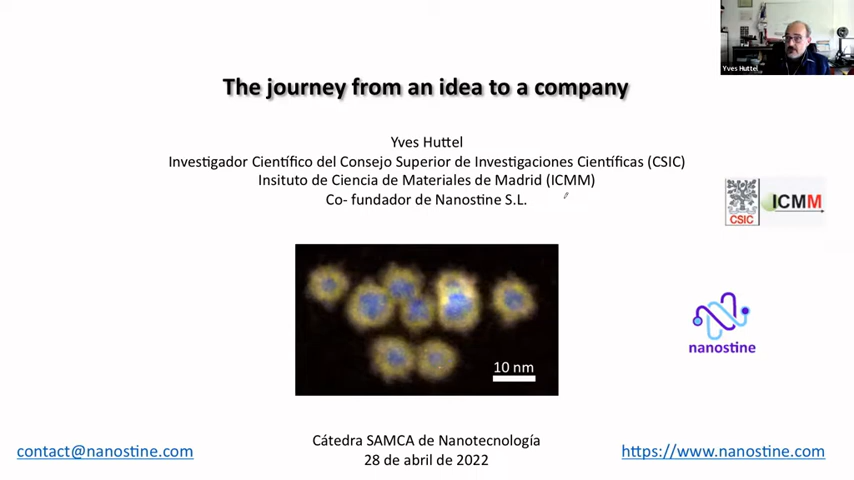 The journey from an idea to a company
Yves Huttel
Yves Huttel
Investigador Científico del Consejo Superior de Investigaciones Científicas (CSIC)
Insituto de Ciencia de Materiales de Madrid (ICMM)
Co- fundador de Nanostine S.L.
CSIC
ICMM
nanostine
10 nm
Cátedra SAMCA de Nanotecnología
28 de abril de 2022
contact@nanostine.com
https://www.nanostine.com